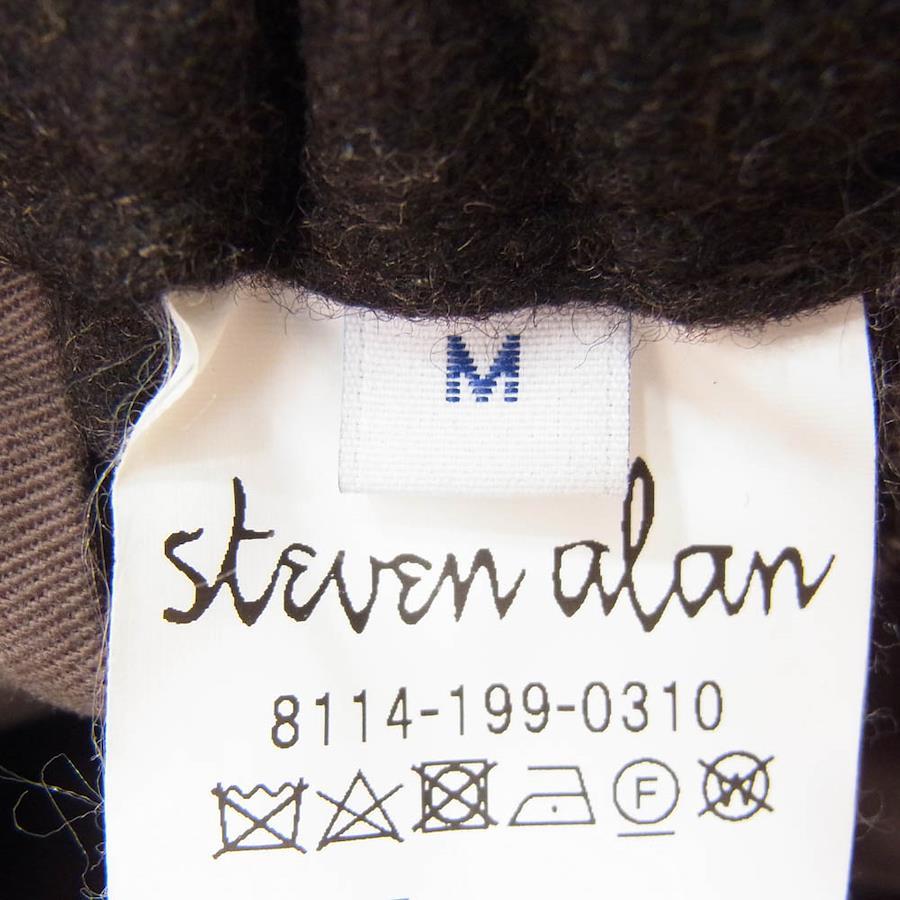 M
steven alan
8114-199-0310
F W